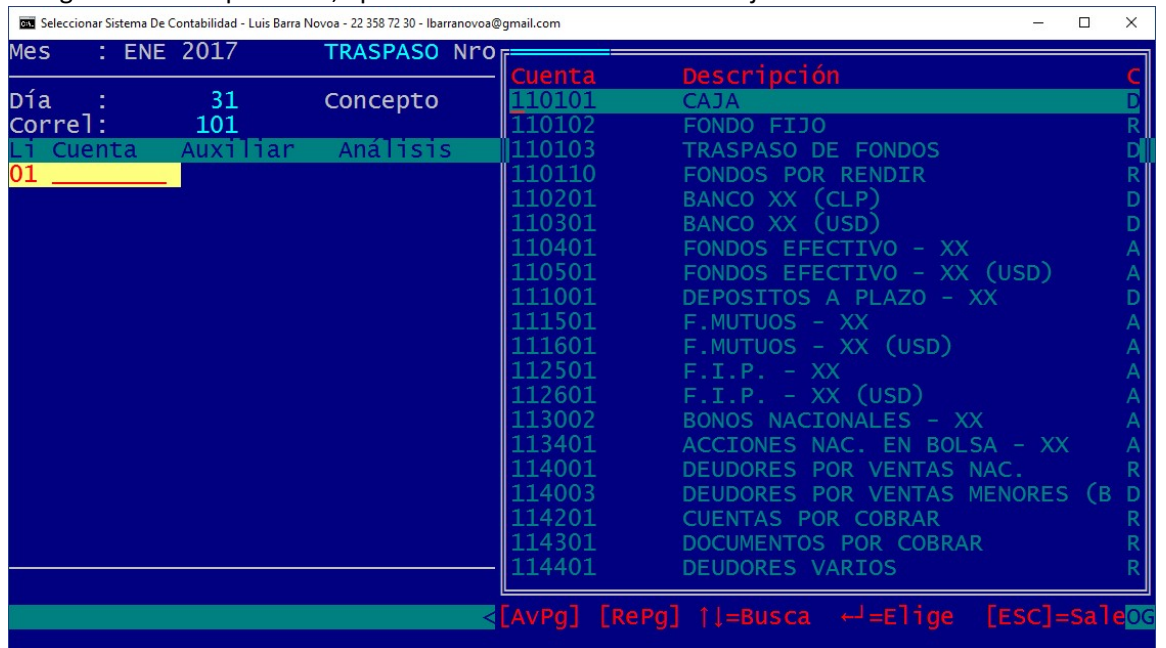 Seleccionar Sistema De Contabilidad - Luis Barra Novoa - 22 358 72 30 - lbarranovoa@gmail.com
Mes : ENE 2017 TRASPASO Nro
Día : 31 Concepto
Correl: 101
Li Cuenta Auxiliar Análisis
01
Cuenta Descripción C
110101 CAJA D
110102 FONDO FIJO R
110103 TRASPASO DE FONDOS D
110110 FONDOS POR RENDIR R
110201 BANCO XX (CLP) D
110301 BANCO XX (USD) D
110401 FONDOS EFECTIVO - XX A
110501 FONDOS EFECTIVO - XX (USD) A
111001 DEPOSITOS A PLAZO - XX D
111501 F.MUTUOS - XX A
111601 F.MUTUOS - XX (USD) A
112501 F.I.P. - XX A
112601 F.I.P. - XX (USD) A
113002 BONOS NACIONALES - XX A
113401 ACCIONES NAC. EN BOLSA - XX A
114001 DEUDORES POR VENTAS NAC. R
114003 DEUDORES POR VENTAS MENORES (B D
114201 CUENTAS POR COBRAR R
114301 DOCUMENTOS POR COBRAR R
114401 DEUDORES VARIOS R
<[AvPg] [RePg] ↑↓=Busca ←┘=Elige [ESC]=SaleOG